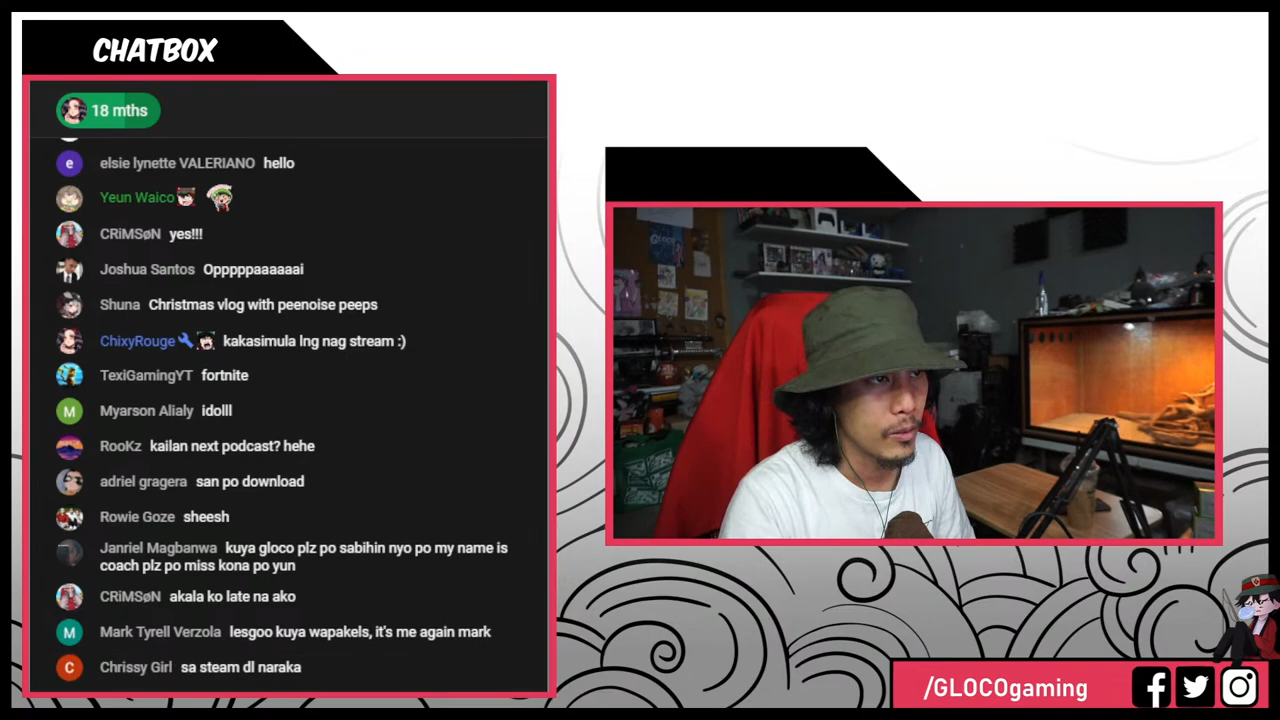 CHATBOX
18 mths
elsie lynette VALERIANO hello
Yeun Waico
CRiMSøN yes!!!
Joshua Santos Opppppaaaaaai
Shuna Christmas vlog with peenoise peeps
ChixyRouge kakasimula lng nag stream :)
TexiGamingYT fortnite
M Myarson Alialy idolll
RooKz kailan next podcast? hehe
adriel gragera san po download
Rowie Goze sheesh
Janriel Magbanwa kuya gloco plz po sabihin nyo po my name is
coach plz po miss kona po yun
CRiMSøN akala ko late na ako
M Mark Tyrell Verzola lesgoo kuya wapakels, it's me again mark
C Chrissy Girl sa steam dl naraka
/GLOCOgaming